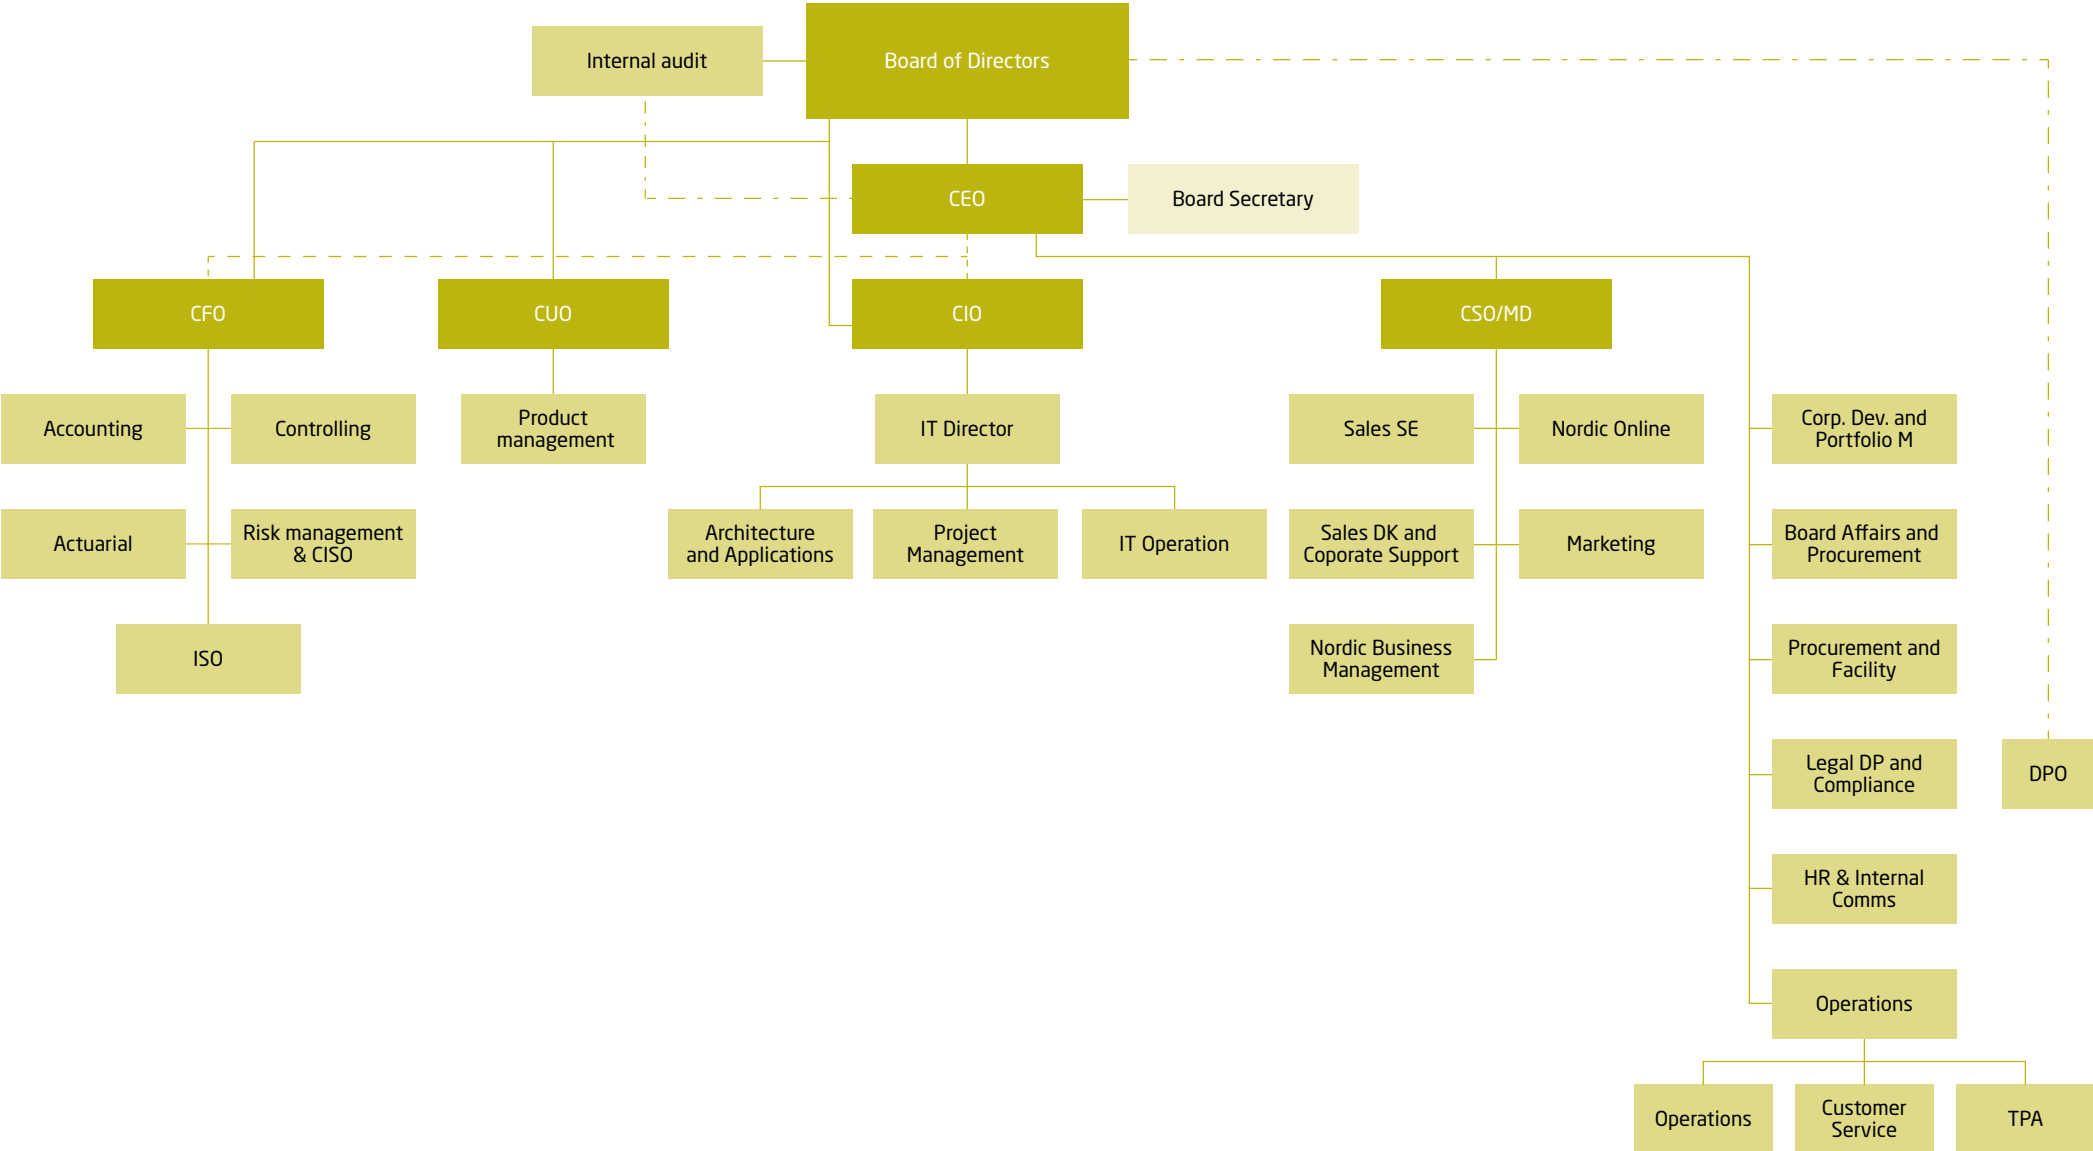 Internal audit
Board of Directors
CEO
Board Secretary
CFO
CUO
CIO
CSO/MD
Accounting
Controlling
Product
management
IT Director
Sales SE
Nordic Online
Corp. Dev. and
Portfolio M
Actuarial
Risk management
& CISO
Architecture
and Applications
Project
Management
IT Operation
Sales DK and
Coporate Support
Marketing
Board Affairs and
Procurement
ISO
Nordic Business
Management
Procurement and
Facility
Legal DP and
Compliance
DPO
HR & Internal
Comms
Operations
Operations
Customer
Service
TPA